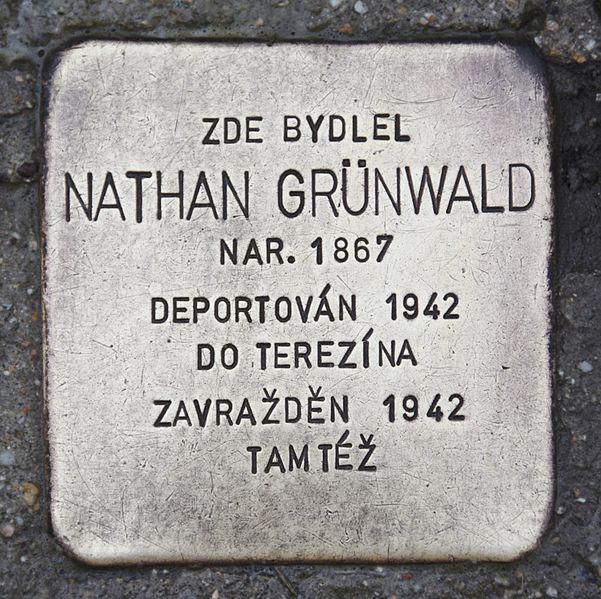 ZDE BYDLEL
NATHAN GRÜNWALD
NAR. 1867
DEPORTOVÁN 1942
DO TEREZÍNA
ZAVRAŽDĚN 1942
TAMTÉŽ